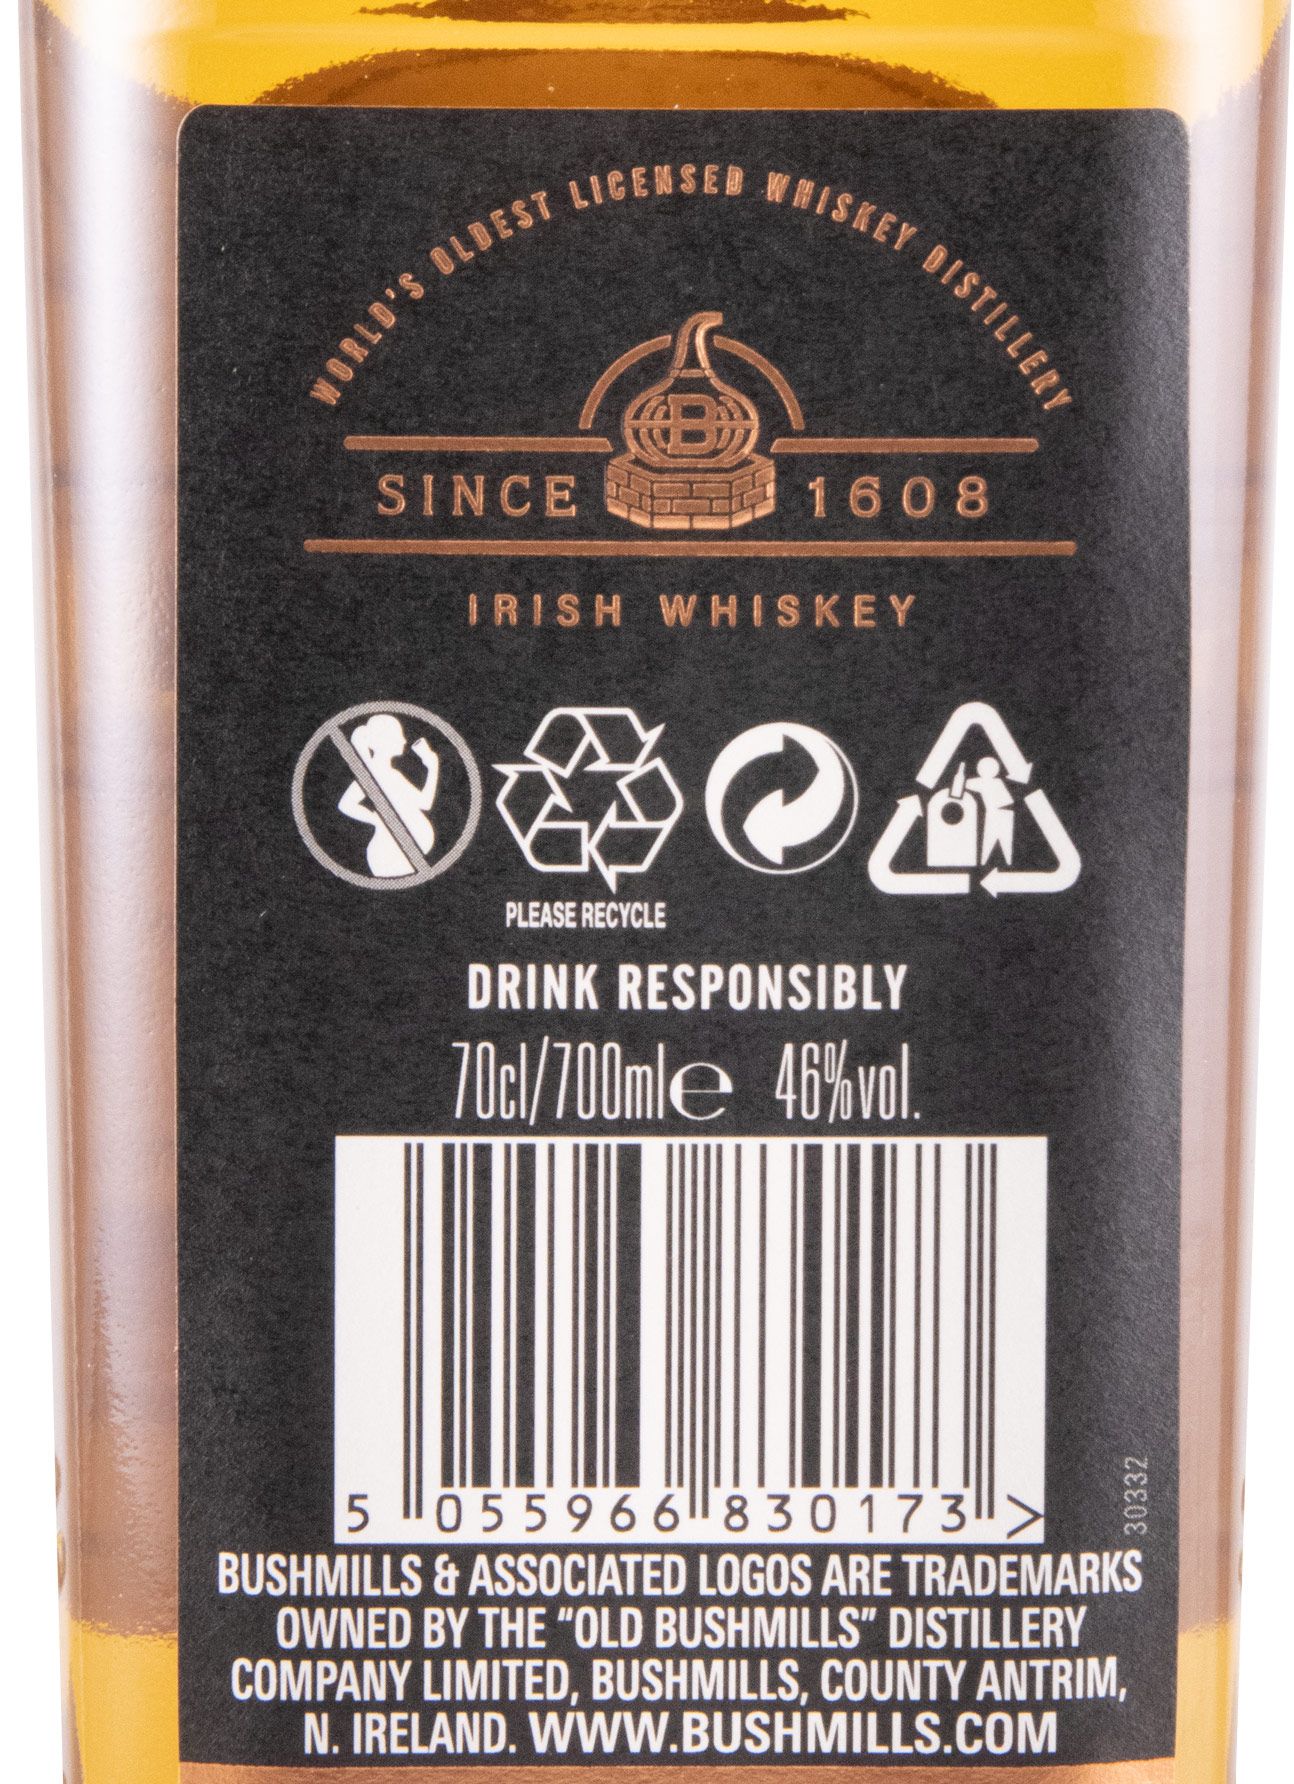 WORLD'S OLDEST LICENSED WHISKEY DISTILLERY
B
SINCE 1608
IRISH WHISKEY
PLEASE RECYCLE
DRINK RESPONSIBLY
70cl/700ml℮ 46%vol.
5 055966 830173 >
30332
BUSHMILLS & ASSOCIATED LOGOS ARE TRADEMARKS
OWNED BY THE “OLD BUSHMILLS” DISTILLERY
COMPANY LIMITED, BUSHMILLS, COUNTY ANTRIM,
N. IRELAND. WWW.BUSHMILLS.COM